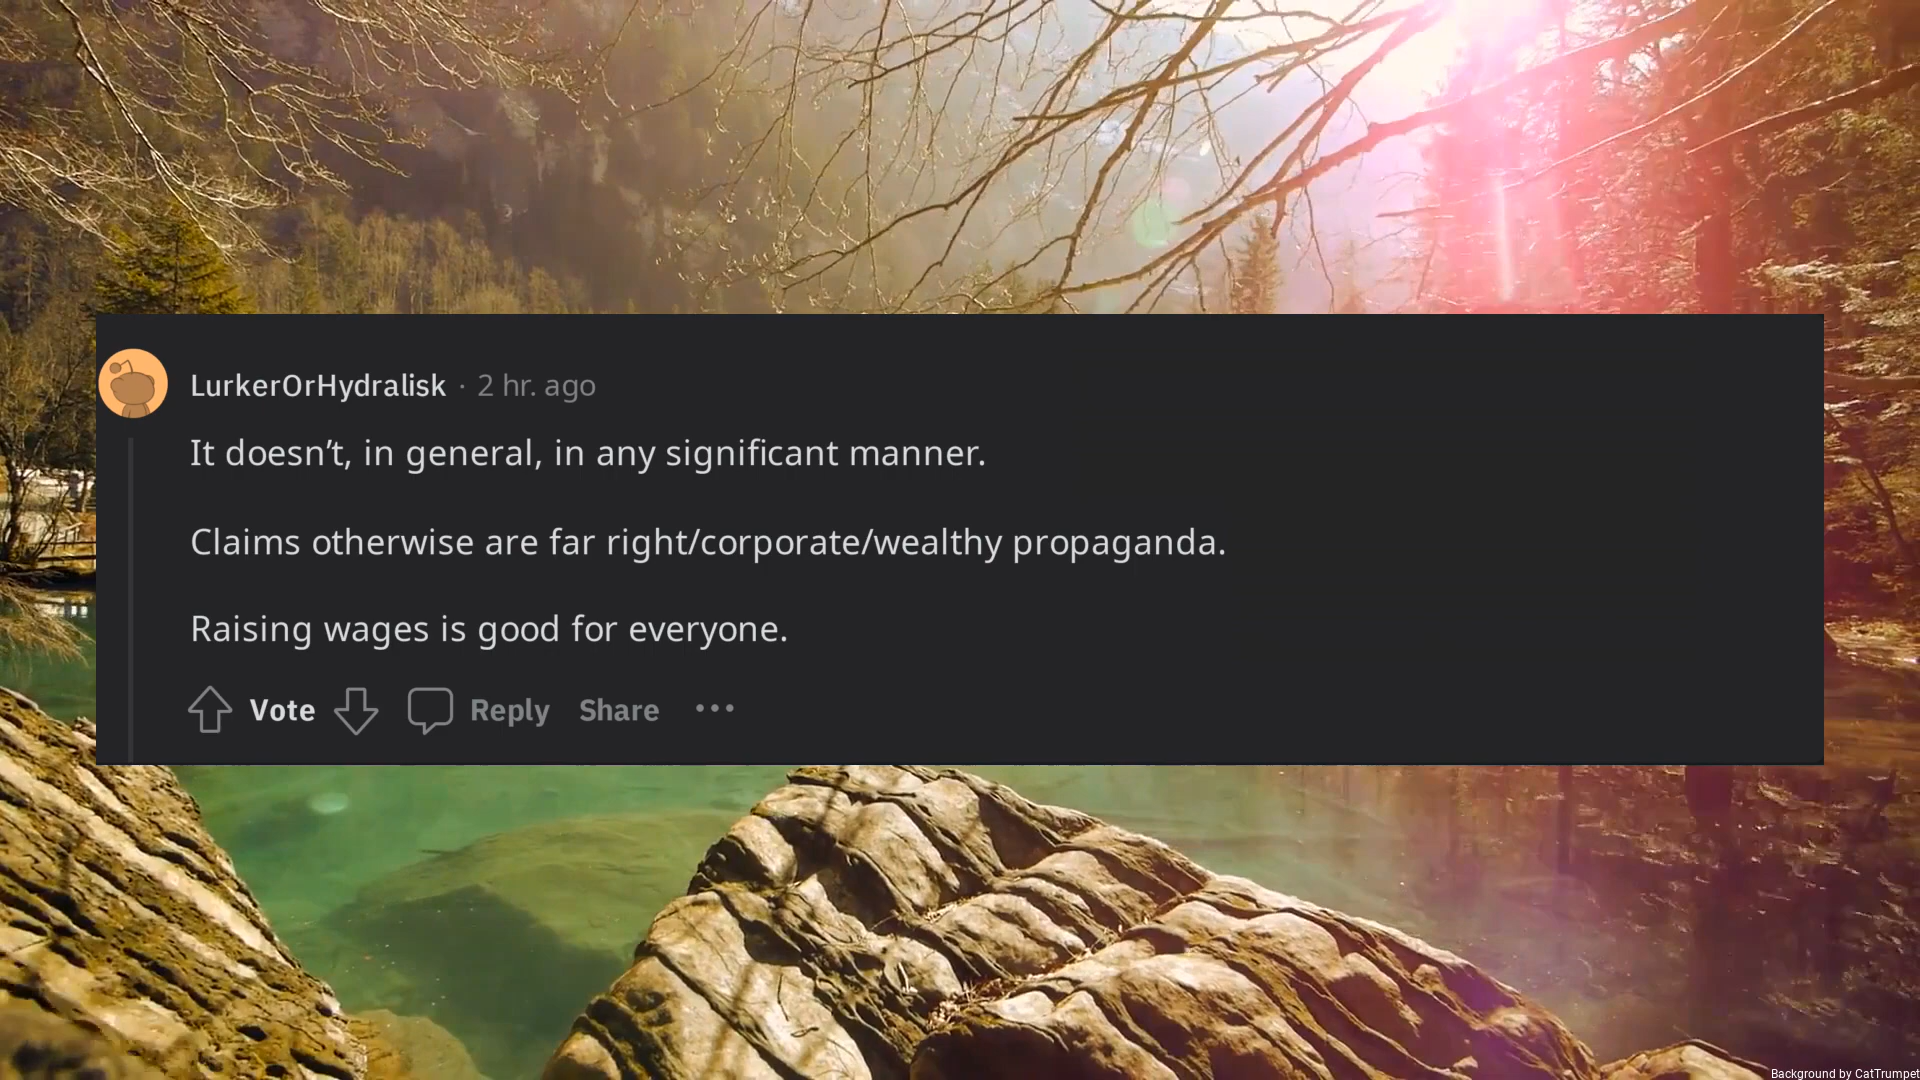 LurkerOrHydralisk · 2 hr. ago
It doesn’t, in general, in any significant manner.
Claims otherwise are far right/corporate/wealthy propaganda.
Raising wages is good for everyone.
Vote Reply Share ···
Background by CatTrumpet